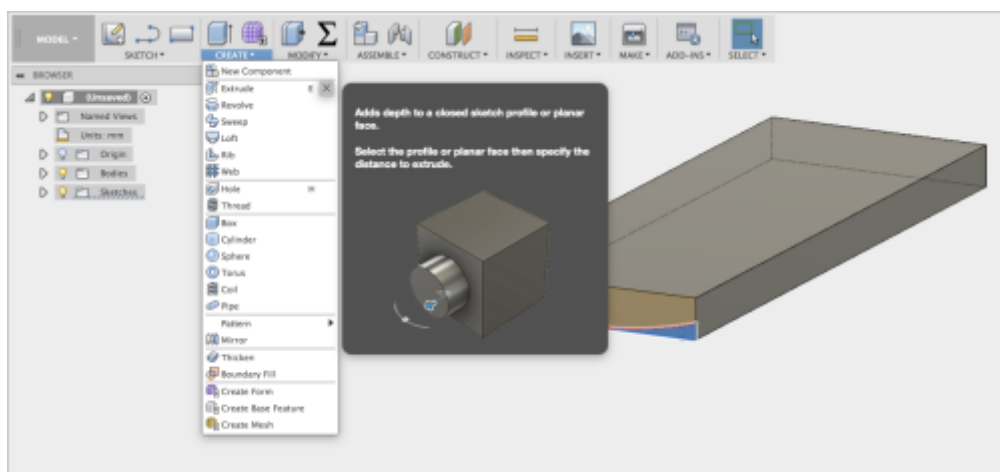 MODEL
SKETCH
CREATE
MODIFY
ASSEMBLE
CONSTRUCT
INSPECT
INSERT
MAKE
ADD-INS
SELECT
BROWSER
(Unsaved)
Named Views
Units: mm
Origin
Bodies
Sketches
New Component
Extrude E
Revolve
Sweep
Loft
Rib
Web
Hole H
Thread
Box
Cylinder
Sphere
Torus
Coil
Pipe
Pattern
Mirror
Thicken
Boundary Fill
Create Form
Create Base Feature
Create Mesh
Adds depth to a closed sketch profile or planar
face.
Select the profile or planar face then specify the
distance to extrude.